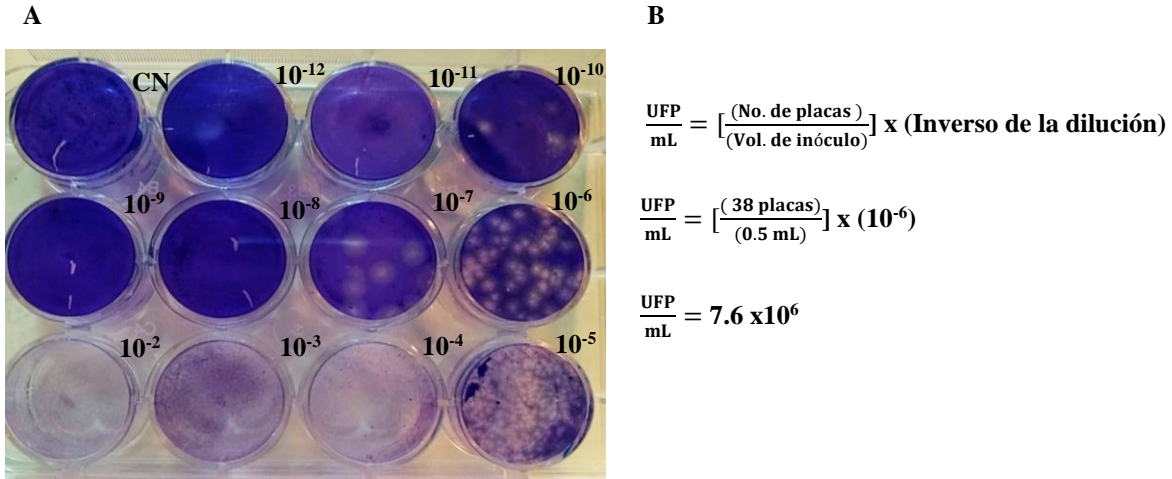 A
B
CN
10⁻¹²
10⁻¹¹
10⁻¹⁰
10⁻⁹
10⁻⁸
10⁻⁷
10⁻⁶
10⁻²
10⁻³
10⁻⁴
10⁻⁵
UFP/mL = [(No. de placas )/(Vol. de inóculo)] x (Inverso de la dilución)
UFP/mL = [( 38 placas)/(0.5 mL)] x (10⁻⁶)
UFP/mL = 7.6 x10⁶